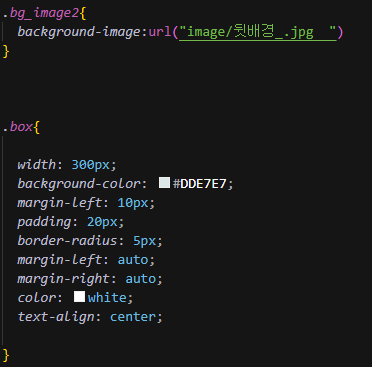 .bg_image2{
background-image:url("image/뒷배경_.jpg  ")
}
.box{
width: 300px;
background-color: #DDE7E7;
margin-left: 10px;
padding: 20px;
border-radius: 5px;
margin-left: auto;
margin-right: auto;
color: white;
text-align: center;
}